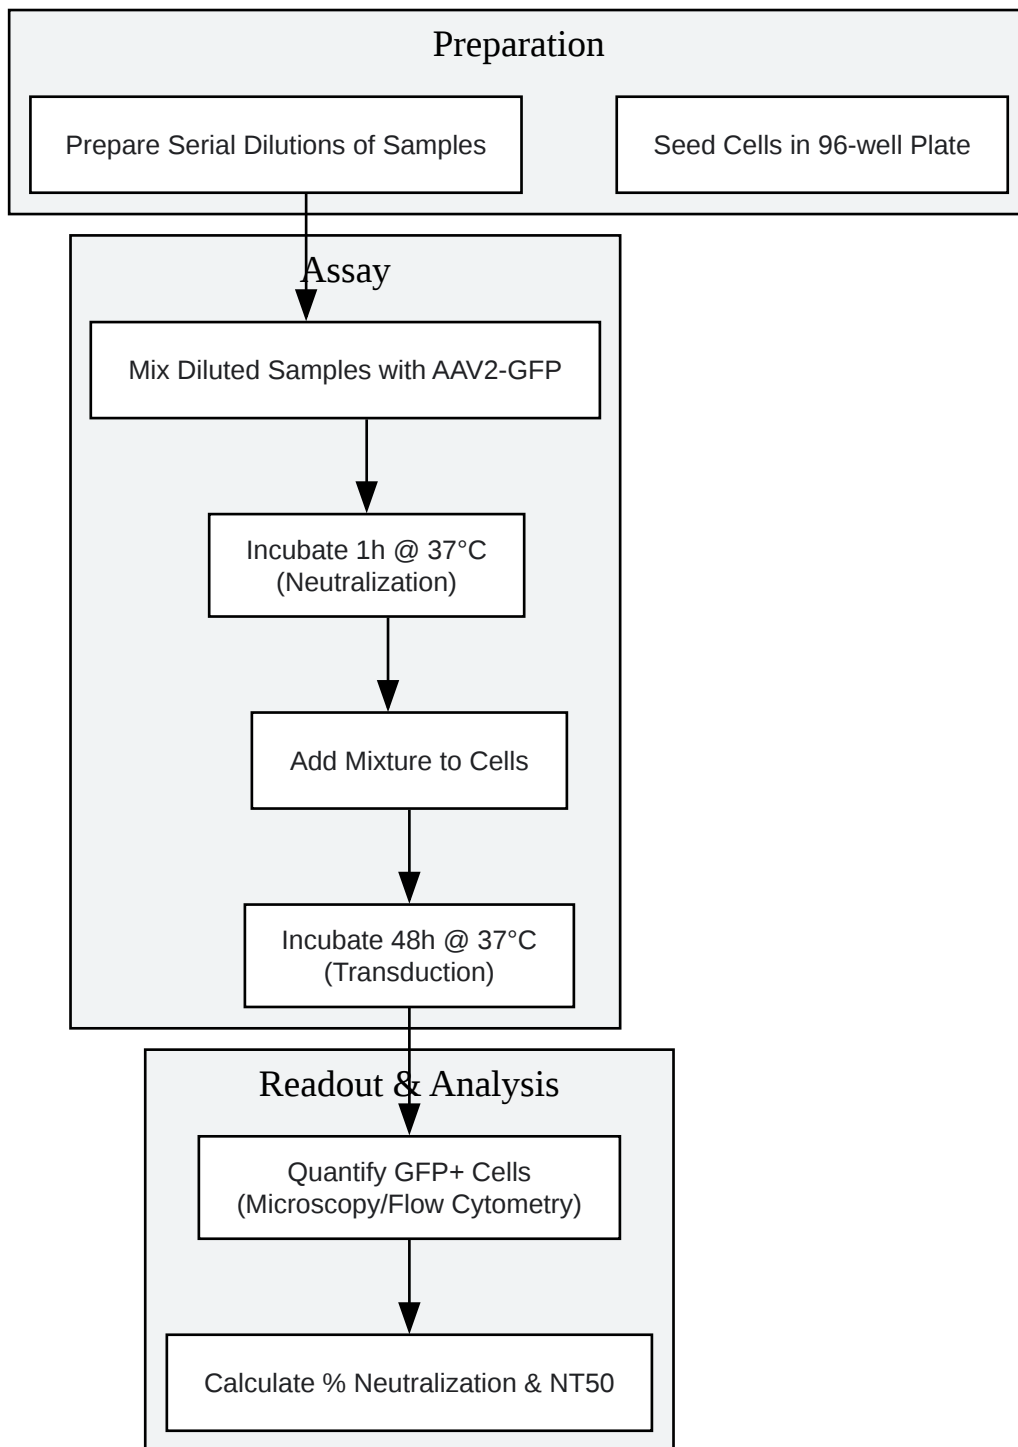 Preparation
Prepare Serial Dilutions of Samples
Seed Cells in 96-well Plate
Assay
Mix Diluted Samples with AAV2-GFP
Incubate 1h @ 37°C
(Neutralization)
Add Mixture to Cells
Incubate 48h @ 37°C
(Transduction)
Readout & Analysis
Quantify GFP+ Cells
(Microscopy/Flow Cytometry)
Calculate % Neutralization & NT50